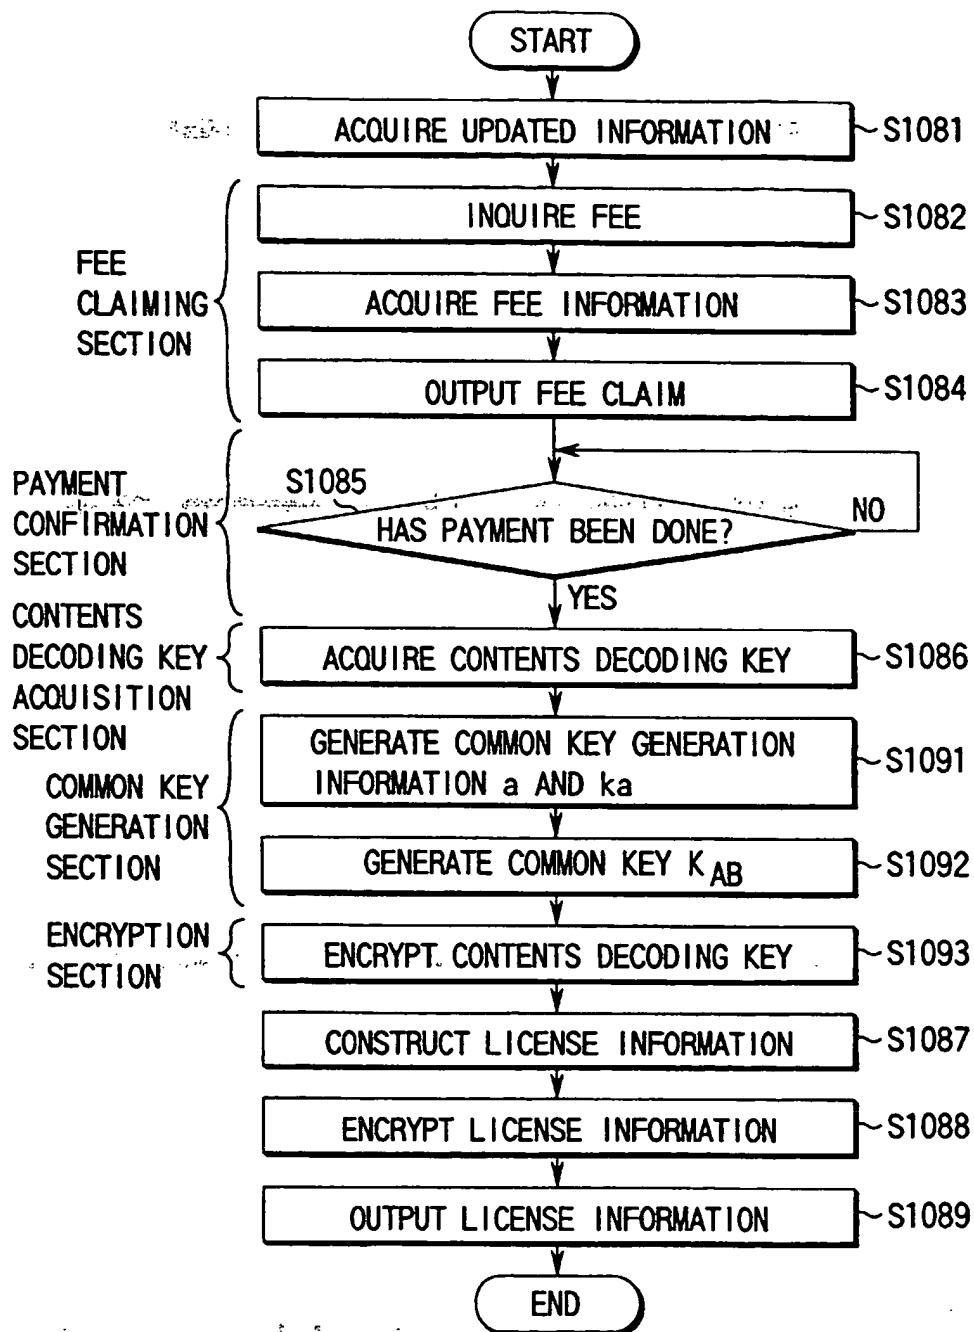 START
ACQUIRE UPDATED INFORMATION
S1081
INQUIRE FEE
S1082
FEE
CLAIMING
SECTION
ACQUIRE FEE INFORMATION
S1083
OUTPUT FEE CLAIM
S1084
PAYMENT
CONFIRMATION
SECTION
S1085
HAS PAYMENT BEEN DONE?
NO
YES
CONTENTS
DECODING KEY
ACQUISITION
SECTION
ACQUIRE CONTENTS DECODING KEY
S1086
GENERATE COMMON KEY GENERATION
INFORMATION a AND ka
S1091
COMMON KEY
GENERATION
SECTION
GENERATE COMMON KEY K AB
S1092
ENCRYPTION
SECTION
ENCRYPT CONTENTS DECODING KEY
S1093
CONSTRUCT LICENSE INFORMATION
S1087
ENCRYPT LICENSE INFORMATION
S1088
OUTPUT LICENSE INFORMATION
S1089
END